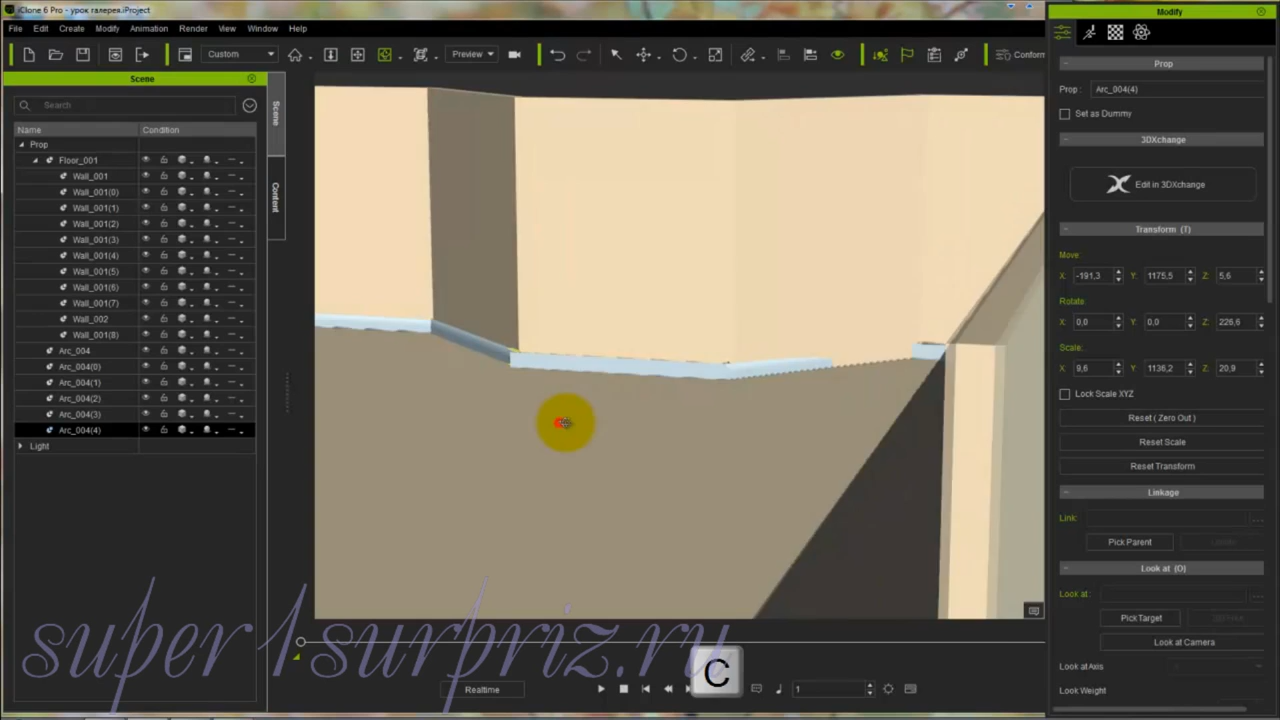 iClone 6 Pro - урок галерея.iProject
File Edit Create Modify Animation Render View Window Help
Custom
Preview
Conform
Scene
Search
Name Condition
Prop
Floor_001
Wall_001
Wall_001(0)
Wall_001(1)
Wall_001(2)
Wall_001(3)
Wall_001(4)
Wall_001(5)
Wall_001(6)
Wall_001(7)
Wall_002
Wall_001(8)
Arc_004
Arc_004(0)
Arc_004(1)
Arc_004(2)
Arc_004(3)
Arc_004(4)
Light
Scene
Content
Modify
Prop
Prop : Arc_004(4)
Set as Dummy
3DXchange
Edit in 3DXchange
Transform (T)
Move:
X: -191,3 Y: 1175,5 Z: 5,6
Rotate:
X: 0,0 Y: 0,0 Z: 226,6
Scale:
X: 9,6 Y: 1136,2 Z: 20,9
Lock Scale XYZ
Reset ( Zero Out )
Reset Scale
Reset Transform
Linkage
Link:
Pick Parent
Look at (O)
Look at:
Pick Target
Look at Camera
Look at Axis
Look Weight
super1surpriz.ru
C
Realtime
1